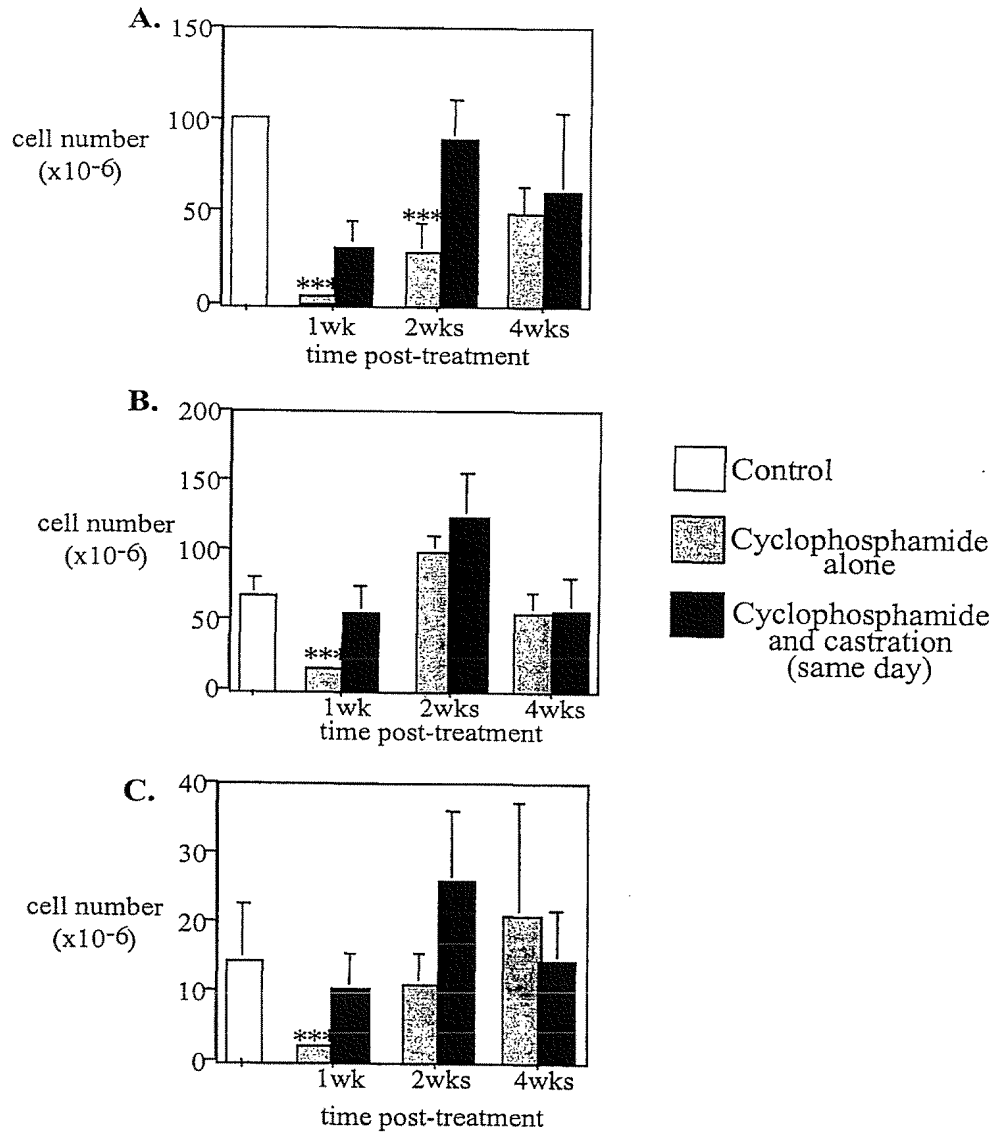 A.
150
100
50
0
cell number
(x10-6)
***
***
1wk 2wks 4wks
time post-treatment
B.
200
150
100
50
0
cell number
(x10-6)
***
1wk 2wks 4wks
time post-treatment
Control
Cyclophosphamide
alone
Cyclophosphamide
and castration
(same day)
C.
40
30
20
10
0
cell number
(x10-6)
***
1wk 2wks 4wks
time post-treatment